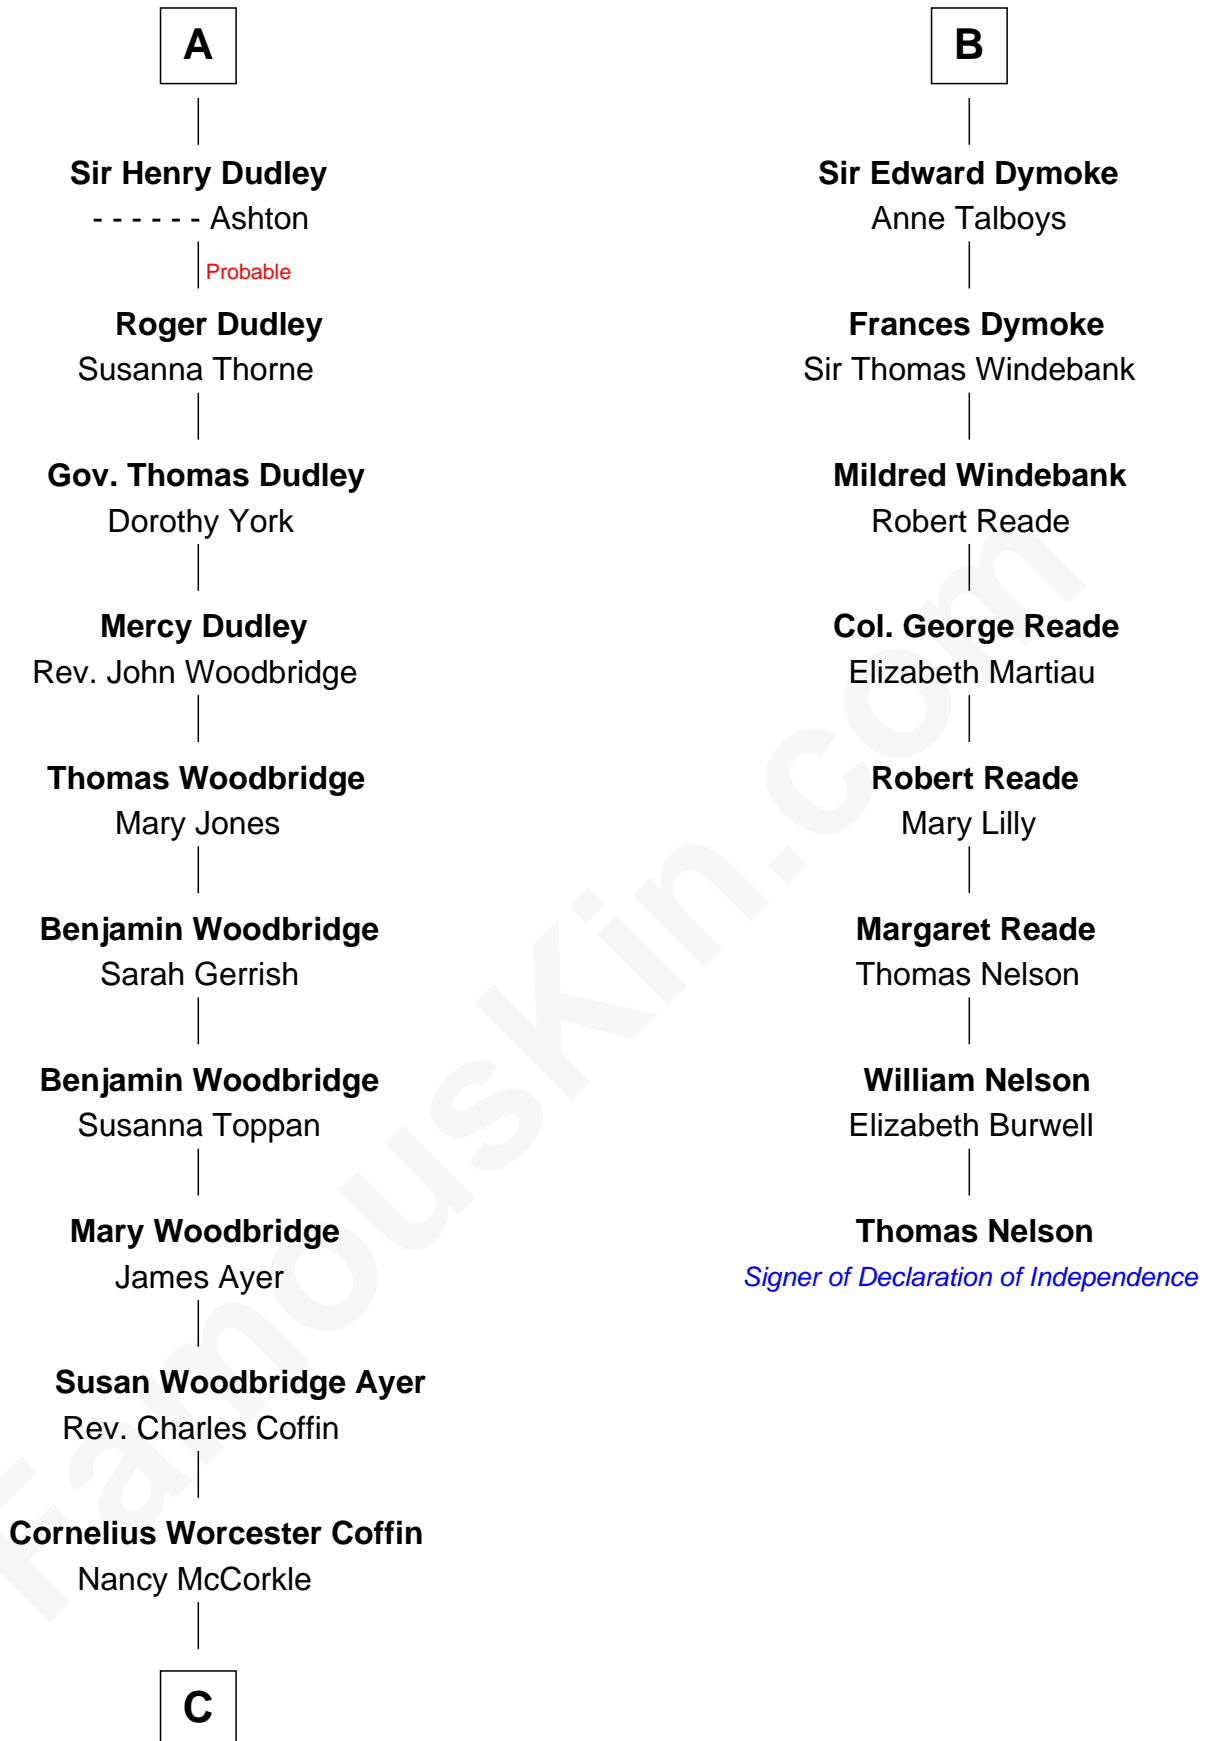 A
Sir Henry Dudley
- - - - - - Ashton
Probable
Roger Dudley
Susanna Thorne
Gov. Thomas Dudley
Dorothy York
Mercy Dudley
Rev. John Woodbridge
Thomas Woodbridge
Mary Jones
Benjamin Woodbridge
Sarah Gerrish
Benjamin Woodbridge
Susanna Toppan
Mary Woodbridge
James Ayer
Susan Woodbridge Ayer
Rev. Charles Coffin
Cornelius Worcester Coffin
Nancy McCorkle
C
B
Sir Edward Dymoke
Anne Talboys
Frances Dymoke
Sir Thomas Windebank
Mildred Windebank
Robert Reade
Col. George Reade
Elizabeth Martiau
Robert Reade
Mary Lilly
Margaret Reade
Thomas Nelson
William Nelson
Elizabeth Burwell
Thomas Nelson
Signer of Declaration of Independence
FamousKin.com